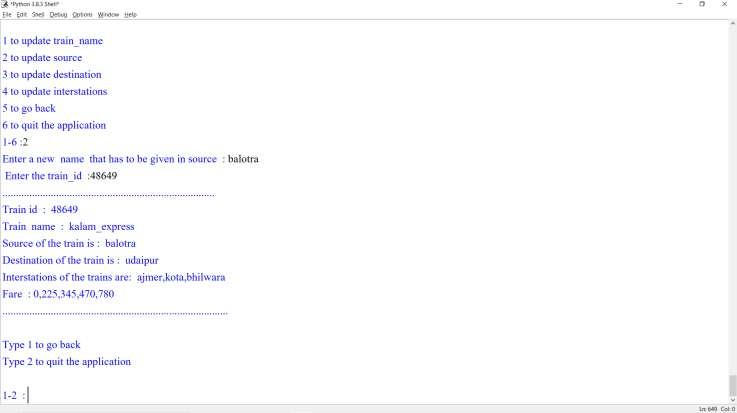 *Python 3.8.3 Shell*
File Edit Shell Debug Options Window Help
1 to update train_name
2 to update source
3 to update destination
4 to update interstations
5 to go back
6 to quit the application
1-6 :2
Enter a new  name  that has to be given in source  : balotra
Enter the train_id  :48649
................................................................................
Train id  :  48649
Train  name  :  kalam_express
Source of the train is :  balotra
Destination of the train is :  udaipur
Interstations of the trains are:  ajmer,kota,bhilwara
Fare  : 0,225,345,470,780
.....................................................................................
Type 1 to go back
Type 2 to quit the application
1-2  :
Ln: 649  Col: 0